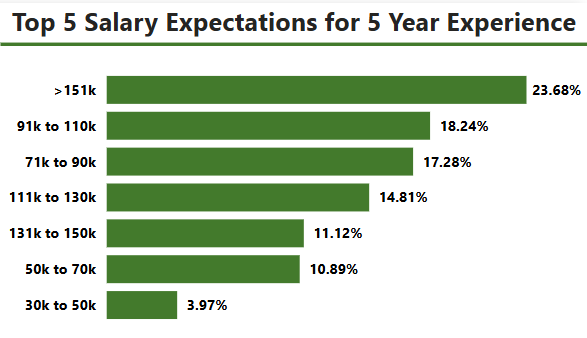 Top 5 Salary Expectations for 5 Year Experience
>151k 23.68%
91k to 110k 18.24%
71k to 90k 17.28%
111k to 130k 14.81%
131k to 150k 11.12%
50k to 70k 10.89%
30k to 50k 3.97%